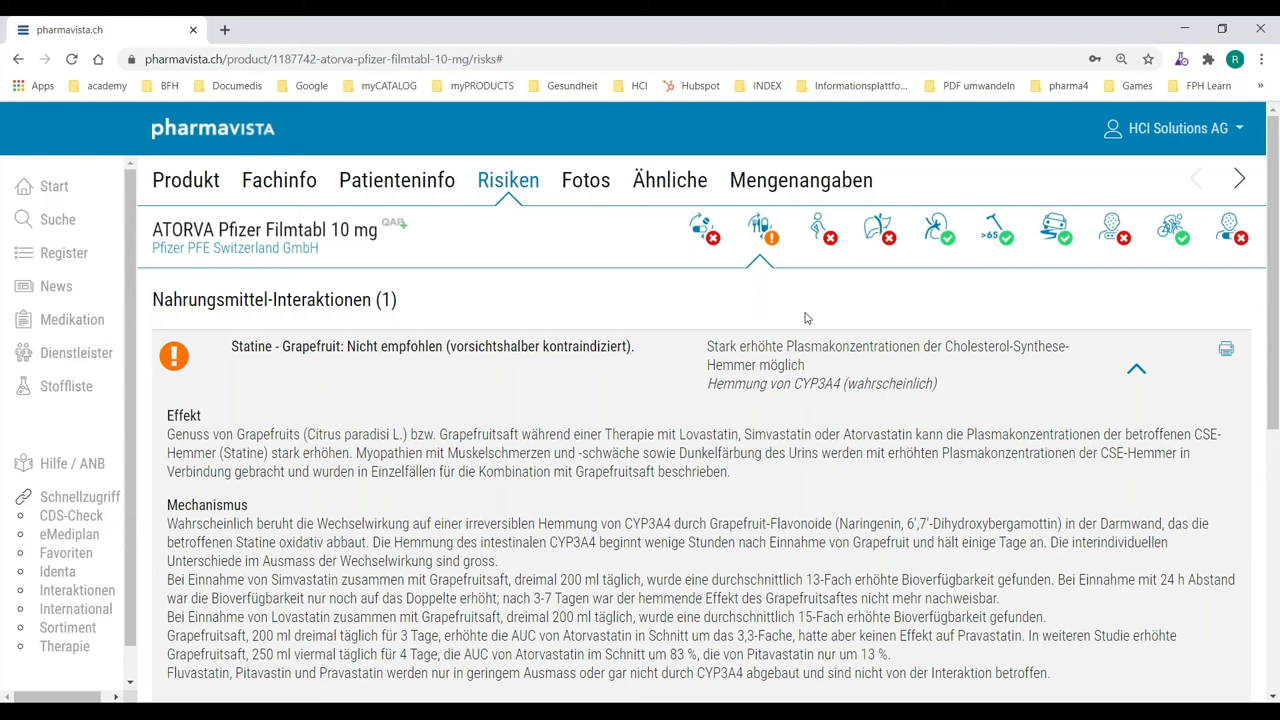 pharmavista.ch
pharmavista.ch/product/1187742-atorva-pfizer-filmtabl-10-mg/risks#
R
Apps
academy
BFH
Documedis
Google
myCATALOG
myPRODUCTS
Gesundheit
HCI
Hubspot
INDEX
Informationsplattfo...
PDF umwandeln
pharma4
Games
FPH Learn
»
pharmavista
HCI Solutions AG
Start
Suche
Register
News
Medikation
Dienstleister
Stoffliste
Hilfe / ANB
Schnellzugriff
CDS-Check
eMediplan
Favoriten
Identa
Interaktionen
International
Sortiment
Therapie
Produkt
Fachinfo
Patienteninfo
Risiken
Fotos
Ähnliche
Mengenangaben
ATORVA Pfizer Filmtabl 10 mg
Pfizer PFE Switzerland GmbH
>65
Nahrungsmittel-Interaktionen (1)
Statine - Grapefruit: Nicht empfohlen (vorsichtshalber kontraindiziert).
Stark erhöhte Plasmakonzentrationen der Cholesterol-Synthese-
Hemmer möglich
Hemmung von CYP3A4 (wahrscheinlich)
Effekt
Genuss von Grapefruits (Citrus paradisi L.) bzw. Grapefruitsaft während einer Therapie mit Lovastatin, Simvastatin oder Atorvastatin kann die Plasmakonzentrationen der betroffenen CSE-
Hemmer (Statine) stark erhöhen. Myopathien mit Muskelschmerzen und -schwäche sowie Dunkelfärbung des Urins werden mit erhöhten Plasmakonzentrationen der CSE-Hemmer in
Verbindung gebracht und wurden in Einzelfällen für die Kombination mit Grapefruitsaft beschrieben.
Mechanismus
Wahrscheinlich beruht die Wechselwirkung auf einer irreversiblen Hemmung von CYP3A4 durch Grapefruit-Flavonoide (Naringenin, 6',7'-Dihydroxybergamottin) in der Darmwand, das die
betroffenen Statine oxidativ abbaut. Die Hemmung des intestinalen CYP3A4 beginnt wenige Stunden nach Einnahme von Grapefruit und hält einige Tage an. Die interindividuellen
Unterschiede im Ausmass der Wechselwirkung sind gross.
Bei Einnahme von Simvastatin zusammen mit Grapefruitsaft, dreimal 200 ml täglich, wurde eine durchschnittlich 13-Fach erhöhte Bioverfügbarkeit gefunden. Bei Einnahme mit 24 h Abstand
war die Bioverfügbarkeit nur noch auf das Doppelte erhöht; nach 3-7 Tagen war der hemmende Effekt des Grapefruitsaftes nicht mehr nachweisbar.
Bei Einnahme von Lovastatin zusammen mit Grapefruitsaft, dreimal 200 ml täglich, wurde eine durchschnittlich 15-Fach erhöhte Bioverfügbarkeit gefunden.
Grapefruitsaft, 200 ml dreimal täglich für 3 Tage, erhöhte die AUC von Atorvastatin in Schnitt um das 3,3-Fache, hatte aber keinen Effekt auf Pravastatin. In weiteren Studie erhöhte
Grapefruitsaft, 250 ml viermal täglich für 4 Tage, die AUC von Atorvastatin im Schnitt um 83 %, die von Pitavastatin nur um 13 %.
Fluvastatin, Pitavastin und Pravastatin werden nur in geringem Ausmass oder gar nicht durch CYP3A4 abgebaut und sind nicht von der Interaktion betroffen.